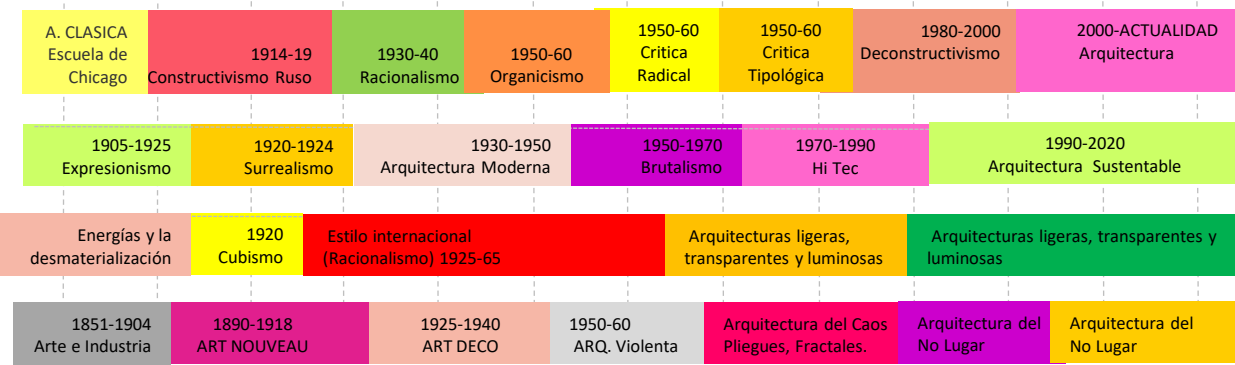 A. CLASICA
Escuela de
Chicago
1914-19
Constructivismo Ruso
1930-40
Racionalismo
1950-60
Organicismo
1950-60
Critica
Radical
1950-60
Critica
Tipológica
1980-2000
Deconstructivismo
2000-ACTUALIDAD
Arquitectura
1905-1925
Expresionismo
1920-1924
Surrealismo
1930-1950
Arquitectura Moderna
1950-1970
Brutalismo
1970-1990
Hi Tec
1990-2020
Arquitectura Sustentable
Energías y la
desmaterialización
1920
Cubismo
Estilo internacional
(Racionalismo) 1925-65
Arquitecturas ligeras,
transparentes y luminosas
Arquitecturas ligeras, transparentes y
luminosas
1851-1904
Arte e Industria
1890-1918
ART NOUVEAU
1925-1940
ART DECO
1950-60
ARQ. Violenta
Arquitectura del Caos
Pliegues, Fractales.
Arquitectura del
No Lugar
Arquitectura del
No Lugar